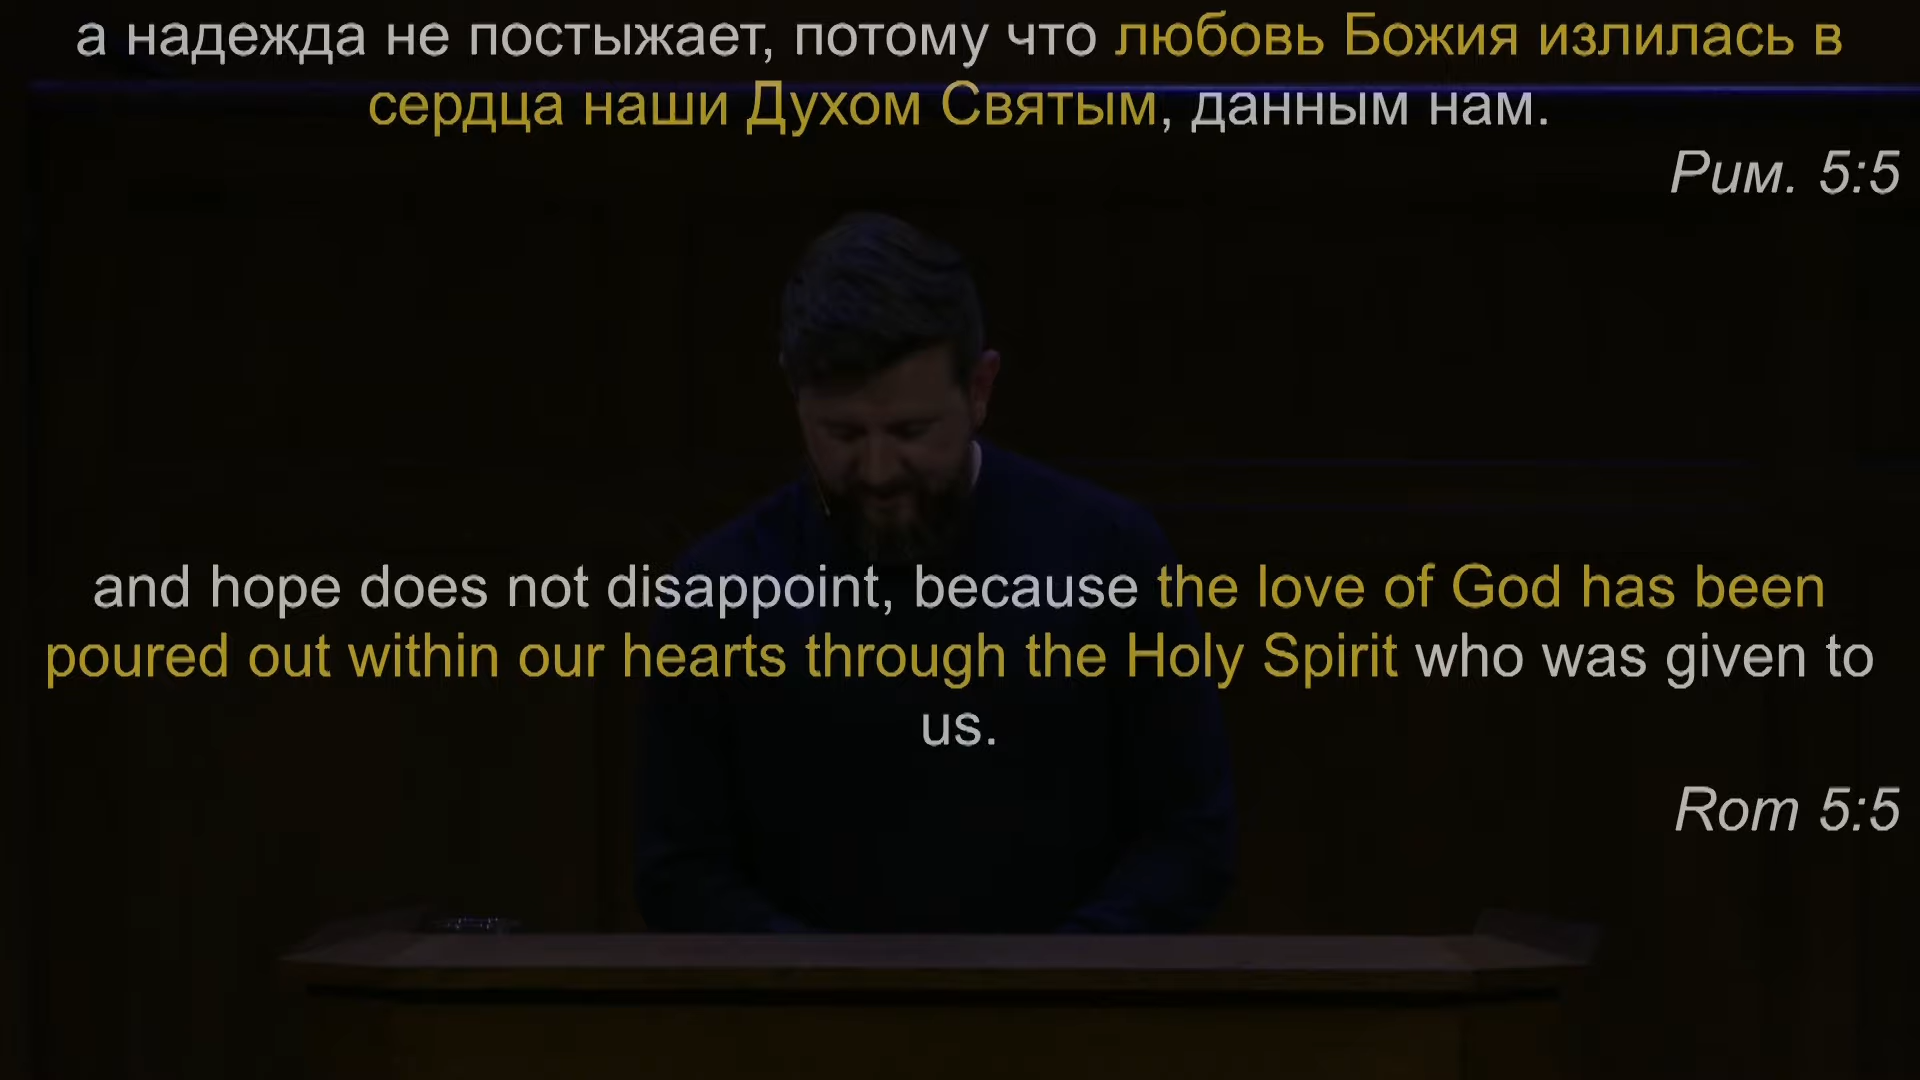 а надежда не постыжает, потому что любовь Божия излилась в
сердца наши Духом Святым, данным нам.
Рим. 5:5
and hope does not disappoint, because the love of God has been
poured out within our hearts through the Holy Spirit who was given to
us.
Rom 5:5